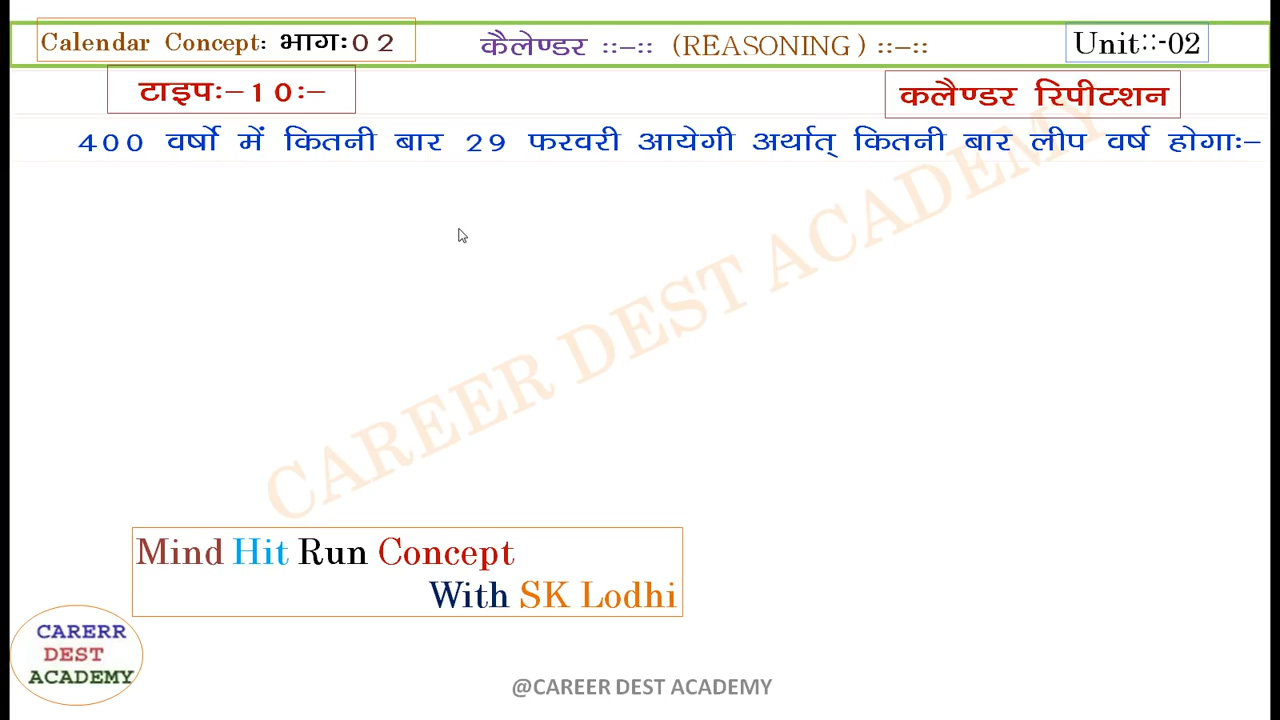 Calendar Concept: भागः02
कैलेण्डर ::-:: (REASONING ) ::-::
Unit::-02
टाइपः-10ः-
कलैण्डर रिपीटशन
400 वर्षो में कितनी बार 29 फरवरी आयेगी अर्थात् कितनी बार लीप वर्ष होगाः-
CAREER DEST ACADEMY
Mind Hit Run Concept
With SK Lodhi
CARERR
DEST
ACADEMY
@CAREER DEST ACADEMY